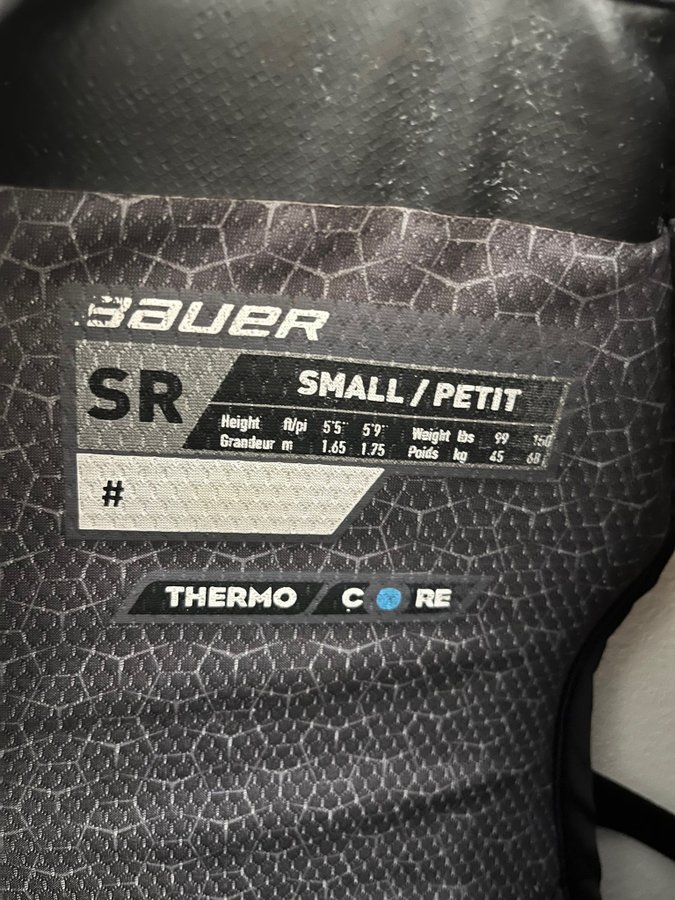 BAUER
SR
SMALL / PETIT
Height ft/pi 5'5" 5'9" Weight lbs 99 150
Grandeur m 1.65 1.75 Poids kg 45 68
#
THERMO / CORE